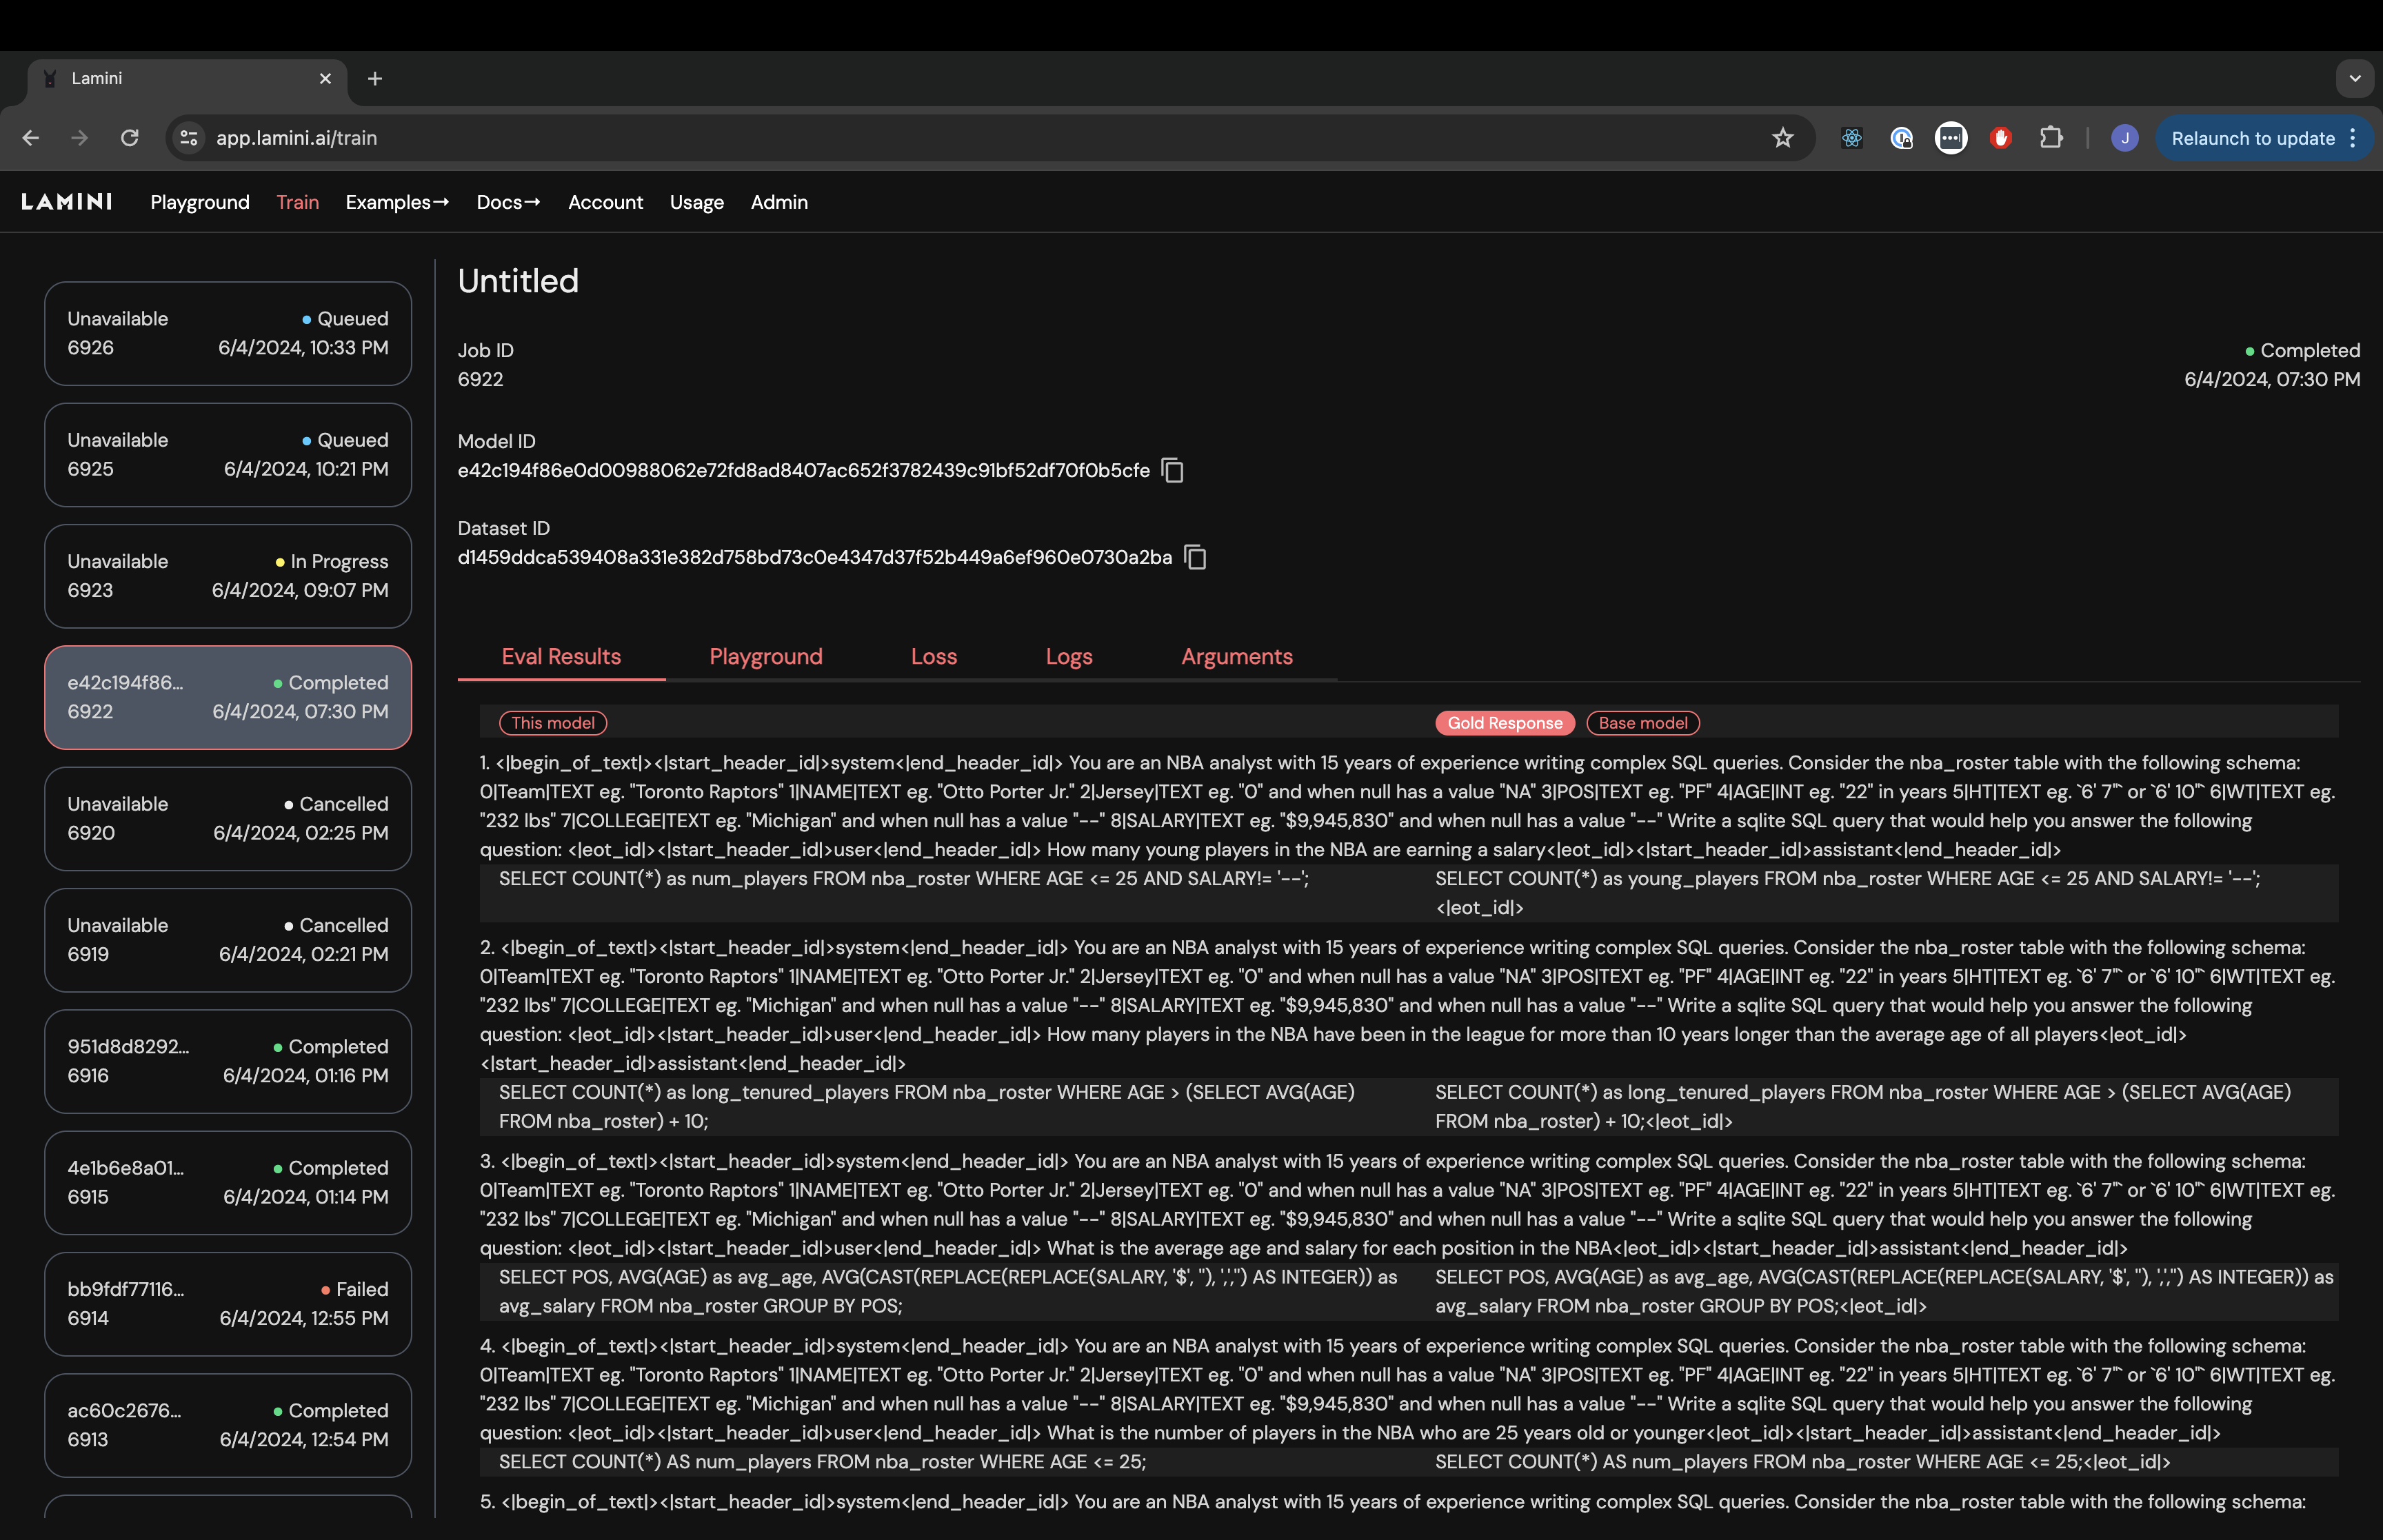 Lamini
app.lamini.ai/train
Relaunch to update
J
LAMINI
Playground
Train
Examples→
Docs→
Account
Usage
Admin
Unavailable
Queued
6926
6/4/2024, 10:33 PM
Unavailable
Queued
6925
6/4/2024, 10:21 PM
Unavailable
In Progress
6923
6/4/2024, 09:07 PM
e42c194f86...
Completed
6922
6/4/2024, 07:30 PM
Unavailable
Cancelled
6920
6/4/2024, 02:25 PM
Unavailable
Cancelled
6919
6/4/2024, 02:21 PM
951d8d8292...
Completed
6916
6/4/2024, 01:16 PM
4e1b6e8a01...
Completed
6915
6/4/2024, 01:14 PM
bb9fdf77116...
Failed
6914
6/4/2024, 12:55 PM
ac60c2676...
Completed
6913
6/4/2024, 12:54 PM
Untitled
Job ID
6922
Completed
6/4/2024, 07:30 PM
Model ID
e42c194f86e0d00988062e72fd8ad8407ac652f3782439c91bf52df70f0b5cfe
Dataset ID
d1459ddca539408a331e382d758bd73c0e4347d37f52b449a6ef960e0730a2ba
Eval Results
Playground
Loss
Logs
Arguments
This model
Gold Response
Base model
1. <|begin_of_text|><|start_header_id|>system<|end_header_id|> You are an NBA analyst with 15 years of experience writing complex SQL queries. Consider the nba_roster table with the following schema:
0|Team|TEXT eg. "Toronto Raptors" 1|NAME|TEXT eg. "Otto Porter Jr." 2|Jersey|TEXT eg. "0" and when null has a value "NA" 3|POS|TEXT eg. "PF" 4|AGE|INT eg. "22" in years 5|HT|TEXT eg. `6' 7"` or `6' 10"` 6|WT|TEXT eg.
"232 lbs" 7|COLLEGE|TEXT eg. "Michigan" and when null has a value "--" 8|SALARY|TEXT eg. "$9,945,830" and when null has a value "--" Write a sqlite SQL query that would help you answer the following
question: <|eot_id|><|start_header_id|>user<|end_header_id|> How many young players in the NBA are earning a salary<|eot_id|><|start_header_id|>assistant<|end_header_id|>
SELECT COUNT(*) as num_players FROM nba_roster WHERE AGE <= 25 AND SALARY!= '--';
SELECT COUNT(*) as young_players FROM nba_roster WHERE AGE <= 25 AND SALARY!= '--';
<|eot_id|>
2. <|begin_of_text|><|start_header_id|>system<|end_header_id|> You are an NBA analyst with 15 years of experience writing complex SQL queries. Consider the nba_roster table with the following schema:
0|Team|TEXT eg. "Toronto Raptors" 1|NAME|TEXT eg. "Otto Porter Jr." 2|Jersey|TEXT eg. "0" and when null has a value "NA" 3|POS|TEXT eg. "PF" 4|AGE|INT eg. "22" in years 5|HT|TEXT eg. `6' 7"` or `6' 10"` 6|WT|TEXT eg.
"232 lbs" 7|COLLEGE|TEXT eg. "Michigan" and when null has a value "--" 8|SALARY|TEXT eg. "$9,945,830" and when null has a value "--" Write a sqlite SQL query that would help you answer the following
question: <|eot_id|><|start_header_id|>user<|end_header_id|> How many players in the NBA have been in the league for more than 10 years longer than the average age of all players<|eot_id|>
<|start_header_id|>assistant<|end_header_id|>
SELECT COUNT(*) as long_tenured_players FROM nba_roster WHERE AGE > (SELECT AVG(AGE)
FROM nba_roster) + 10;
SELECT COUNT(*) as long_tenured_players FROM nba_roster WHERE AGE > (SELECT AVG(AGE)
FROM nba_roster) + 10;<|eot_id|>
3. <|begin_of_text|><|start_header_id|>system<|end_header_id|> You are an NBA analyst with 15 years of experience writing complex SQL queries. Consider the nba_roster table with the following schema:
0|Team|TEXT eg. "Toronto Raptors" 1|NAME|TEXT eg. "Otto Porter Jr." 2|Jersey|TEXT eg. "0" and when null has a value "NA" 3|POS|TEXT eg. "PF" 4|AGE|INT eg. "22" in years 5|HT|TEXT eg. `6' 7"` or `6' 10"` 6|WT|TEXT eg.
"232 lbs" 7|COLLEGE|TEXT eg. "Michigan" and when null has a value "--" 8|SALARY|TEXT eg. "$9,945,830" and when null has a value "--" Write a sqlite SQL query that would help you answer the following
question: <|eot_id|><|start_header_id|>user<|end_header_id|> What is the average age and salary for each position in the NBA<|eot_id|><|start_header_id|>assistant<|end_header_id|>
SELECT POS, AVG(AGE) as avg_age, AVG(CAST(REPLACE(REPLACE(SALARY, '$', ''), ',','') AS INTEGER)) as
avg_salary FROM nba_roster GROUP BY POS;
SELECT POS, AVG(AGE) as avg_age, AVG(CAST(REPLACE(REPLACE(SALARY, '$', ''), ',','') AS INTEGER)) as
avg_salary FROM nba_roster GROUP BY POS;<|eot_id|>
4. <|begin_of_text|><|start_header_id|>system<|end_header_id|> You are an NBA analyst with 15 years of experience writing complex SQL queries. Consider the nba_roster table with the following schema:
0|Team|TEXT eg. "Toronto Raptors" 1|NAME|TEXT eg. "Otto Porter Jr." 2|Jersey|TEXT eg. "0" and when null has a value "NA" 3|POS|TEXT eg. "PF" 4|AGE|INT eg. "22" in years 5|HT|TEXT eg. `6' 7"` or `6' 10"` 6|WT|TEXT eg.
"232 lbs" 7|COLLEGE|TEXT eg. "Michigan" and when null has a value "--" 8|SALARY|TEXT eg. "$9,945,830" and when null has a value "--" Write a sqlite SQL query that would help you answer the following
question: <|eot_id|><|start_header_id|>user<|end_header_id|> What is the number of players in the NBA who are 25 years old or younger<|eot_id|><|start_header_id|>assistant<|end_header_id|>
SELECT COUNT(*) AS num_players FROM nba_roster WHERE AGE <= 25;
SELECT COUNT(*) AS num_players FROM nba_roster WHERE AGE <= 25;<|eot_id|>
5. <|begin_of_text|><|start_header_id|>system<|end_header_id|> You are an NBA analyst with 15 years of experience writing complex SQL queries. Consider the nba_roster table with the following schema: